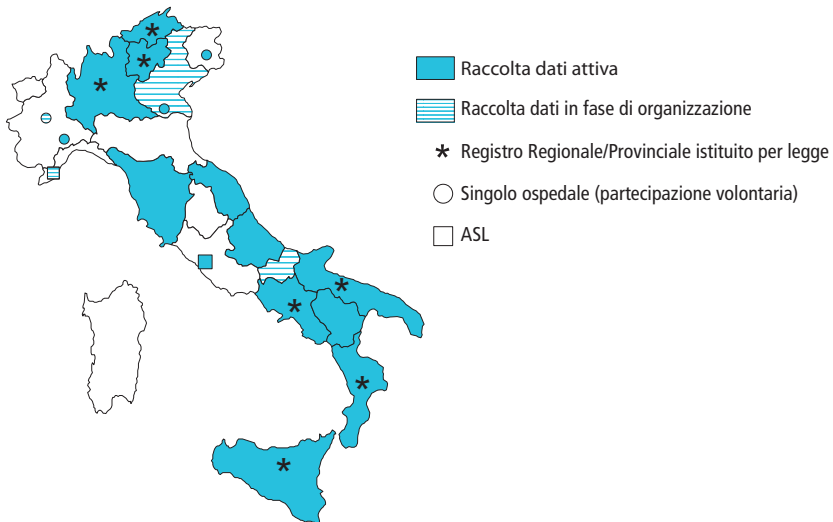 Raccolta dati attiva
Raccolta dati in fase di organizzazione
* Registro Regionale/Provinciale istituito per legge
Singolo ospedale (partecipazione volontaria)
ASL